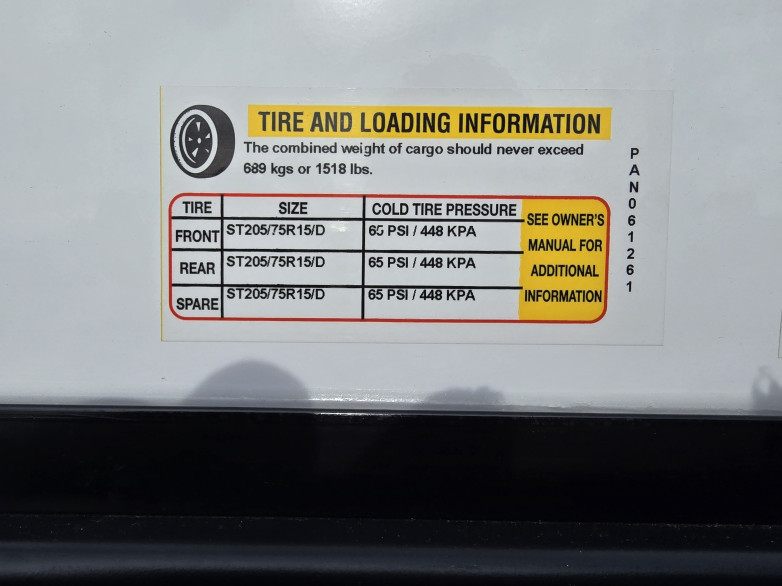 TIRE AND LOADING INFORMATION
The combined weight of cargo should never exceed
689 kgs or 1518 lbs.
TIRE SIZE COLD TIRE PRESSURE
FRONT ST205/75R15/D 65 PSI / 448 KPA
REAR ST205/75R15/D 65 PSI / 448 KPA
SPARE ST205/75R15/D 65 PSI / 448 KPA
SEE OWNER'S
MANUAL FOR
ADDITIONAL
INFORMATION
PAN061261